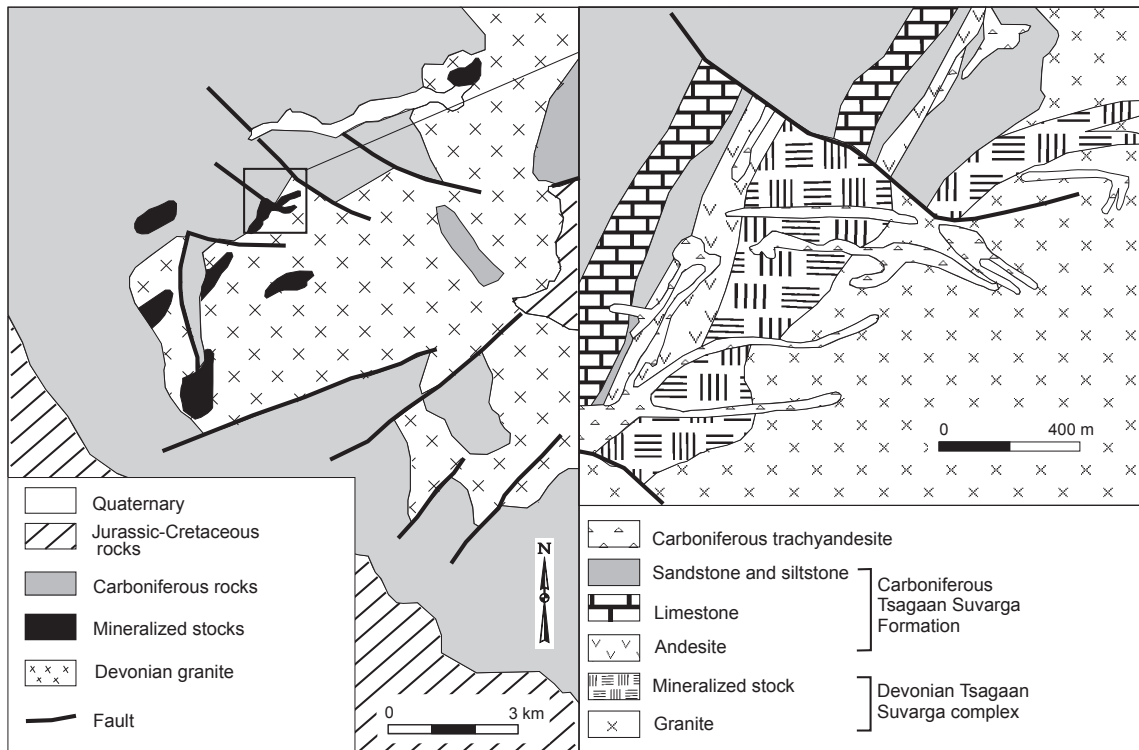 Quaternary
Jurassic-Cretaceous
rocks
Carboniferous rocks
Mineralized stocks
Devonian granite
Fault
N
0 3 km
0 400 m
Carboniferous trachyandesite
Sandstone and siltstone
Limestone
Andesite
Carboniferous
Tsagaan Suvarga
Formation
Mineralized stock
Granite
Devonian Tsagaan
Suvarga complex